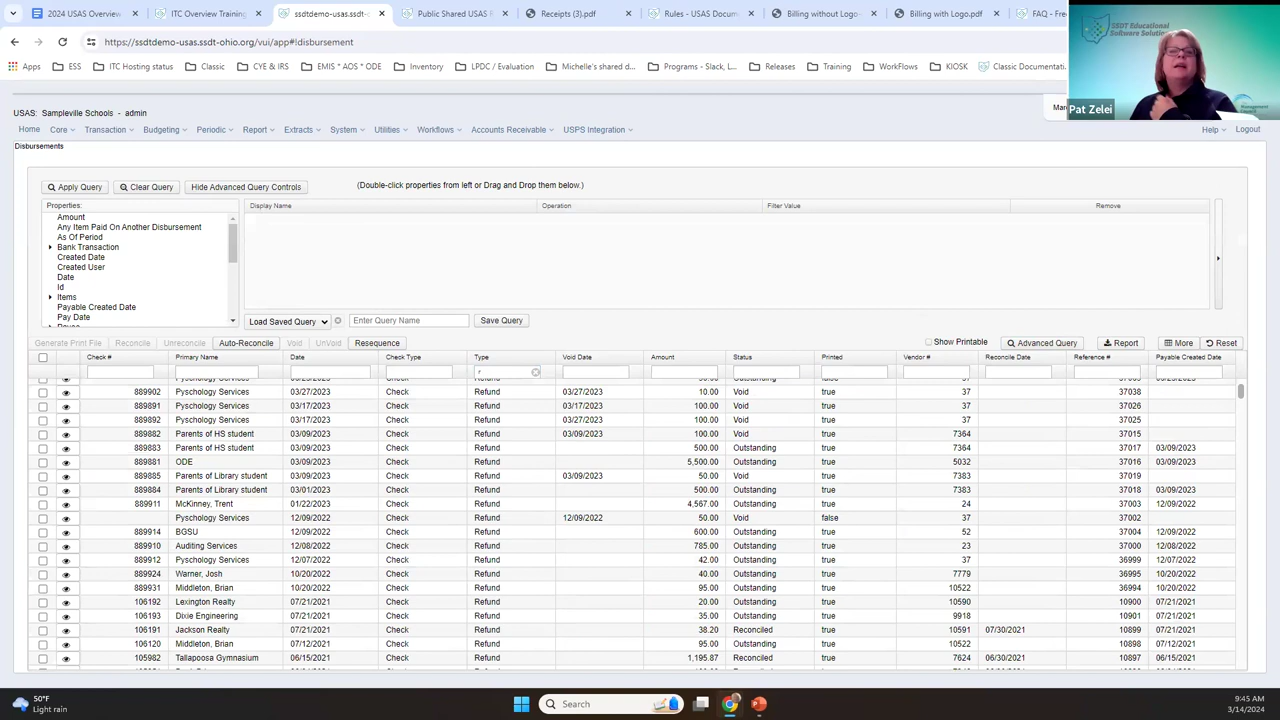 2024 USAS Overview
ITC Overview Training
ssdtdemo-usas.ssdt-
Public Shared USAS
Receipts (3).pdf
Rules - USAS Docum
Billing without Logo
Billing with Logo.pdf
FAQ - Fre
https://ssdtdemo-usas.ssdt-ohio.org/vui/app#!disbursement
Apps ESS ITC Hosting status Classic CYE & IRS EMIS * AOS * ODE Inventory LPDC / Evaluation Michelle's shared d... Programs - Slack, L... Releases Training WorkFlows KIOSK Classic Documentati
SSDT Educational
Software Solution
Pat Zelei
USAS: Sampleville Schools - admin
Home Core Transaction Budgeting Periodic Report Extracts System Utilities Workflows Accounts Receivable USPS Integration Help Logout
Disbursements
Apply Query Clear Query Hide Advanced Query Controls (Double-click properties from left or Drag and Drop them below.)
Properties: Display Name Operation Filter Value Remove
Amount
Any Item Paid On Another Disbursement
As Of Period
Bank Transaction
Created Date
Created User
Date
Id
Items
Payable Created Date
Pay Date
Load Saved Query Enter Query Name Save Query
Generate Print File Reconcile Auto-Reconcile Unreconcile Void UnVoid Resequence Show Printable Advanced Query Report More Reset
Check # Primary Name Date Check Type Type Void Date Amount Status Printed Vendor # Reconcile Date Reference # Payable Created Date
r
889902 Pyschology Services 03/27/2023 Check Refund 03/27/2023 10.00 Void true 37 37038
889891 Pyschology Services 03/17/2023 Check Refund 03/17/2023 100.00 Void true 37 37026
889892 Pyschology Services 03/17/2023 Check Refund 03/27/2023 100.00 Void true 37 37025
889882 Parents of HS student 03/09/2023 Check Refund 03/09/2023 100.00 Void true 7364 37015
889883 Parents of HS student 03/09/2023 Check Refund 500.00 Outstanding true 7364 37017 03/09/2023
889881 ODE 03/09/2023 Check Refund 5,500.00 Outstanding true 5032 37016 03/09/2023
889885 Parents of Library student 03/09/2023 Check Refund 03/09/2023 50.00 Void true 7383 37019
889884 Parents of Library student 03/01/2023 Check Refund 500.00 Outstanding true 7383 37018 03/09/2023
889911 McKinney, Trent 01/22/2023 Check Refund 4,567.00 Outstanding true 24 37003 12/09/2022
Pyschology Services 12/09/2022 Check Refund 12/09/2022 50.00 Void false 37 37002
889914 BGSU 12/09/2022 Check Refund 600.00 Outstanding true 52 37004 12/09/2022
889910 Auditing Services 12/08/2022 Check Refund 785.00 Outstanding true 23 37000 12/08/2022
889912 Pyschology Services 12/07/2022 Check Refund 42.00 Outstanding true 37 36999 12/07/2022
889924 Warner, Josh 10/20/2022 Check Refund 40.00 Outstanding true 7779 36995 10/20/2022
889931 Middleton, Brian 10/20/2022 Check Refund 95.00 Outstanding true 10522 36994 10/20/2022
106192 Lexington Realty 07/21/2021 Check Refund 20.00 Outstanding true 10590 10900 07/21/2021
106193 Dixie Engineering 07/21/2021 Check Refund 35.00 Outstanding true 9918 10901 07/21/2021
106191 Jackson Realty 07/21/2021 Check Refund 38.20 Reconciled true 10591 07/30/2021 10899 07/21/2021
106120 Middleton, Brian 07/12/2021 Check Refund 95.00 Outstanding true 10522 10898 07/12/2021
105982 Tallapoosa Gymnasium 06/15/2021 Check Refund 1,195.87 Reconciled true 7624 06/30/2021 10897 06/15/2021
50°F
Light rain
Search
9:45 AM
3/14/2024